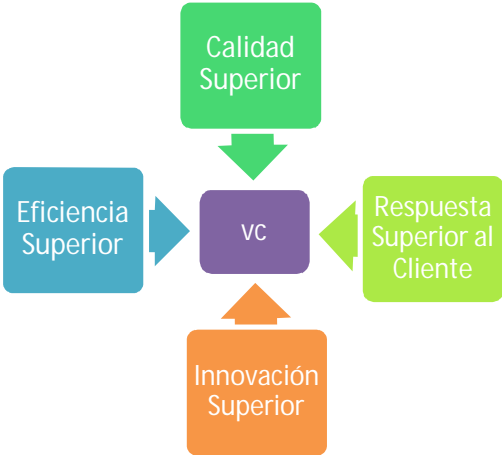 Calidad
Superior
Eficiencia
Superior
VC
Respuesta
Superior al
Cliente
Innovación
Superior